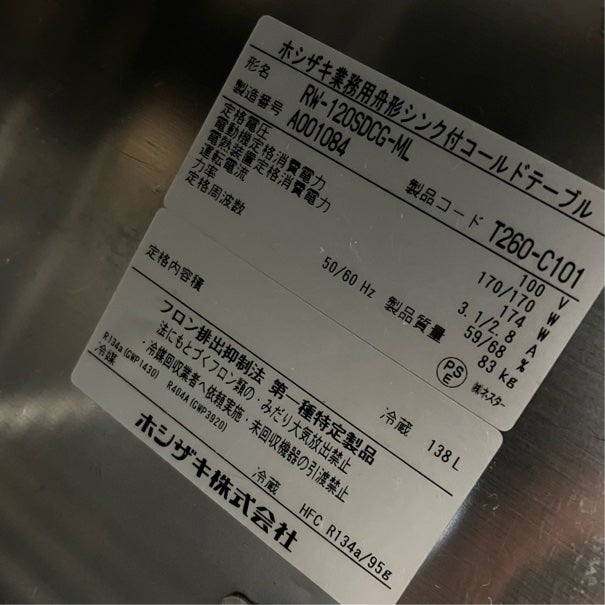 ホシザキ業務用舟形シンク付コールドテーブル
形名 RW-120SDCG-ML
製造番号 A001084 製品コード T260-C101
定格電圧 100 V
電動機定格消費電力 170/170 W
電熱装置定格消費電力 174 W
運転電流 3.1/2.8 A
力率 59/68 %
定格周波数 50/60 Hz 製品質量 83 kg
PSE ㈱ネスター
定格内容積 冷蔵 138 L
フロン排出抑制法 第一種特定製品
法にもとづくフロン類の・みだり大気放出禁止
・冷媒回収業者へ依頼実施・未回収機器の引渡禁止
R134a(GWP1430) R404A(GWP3920)
冷媒 冷蔵 HFC R134a/95g
ホシザキ株式会社